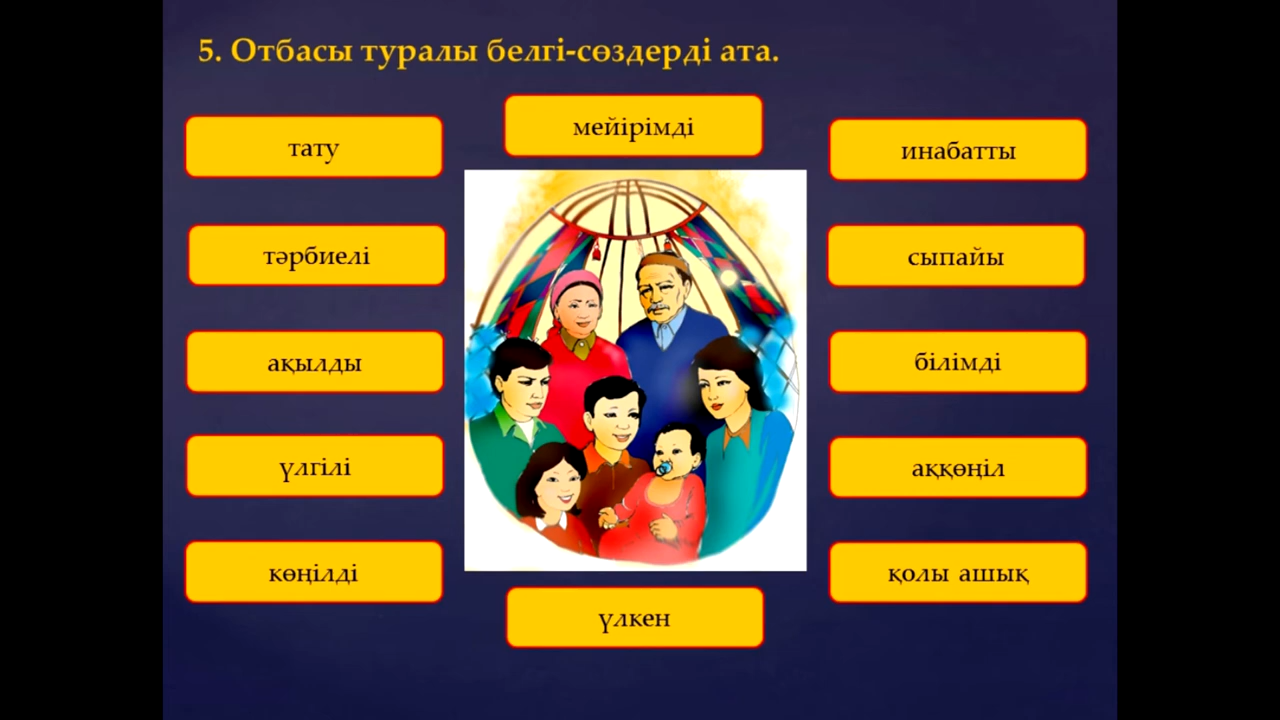 5. Отбасы туралы белгі-сөздерді ата.
мейірімді
тату
инабатты
тәрбиелі
сыпайы
ақылды
білімді
үлгілі
аққөңіл
көңілді
қолы ашық
үлкен